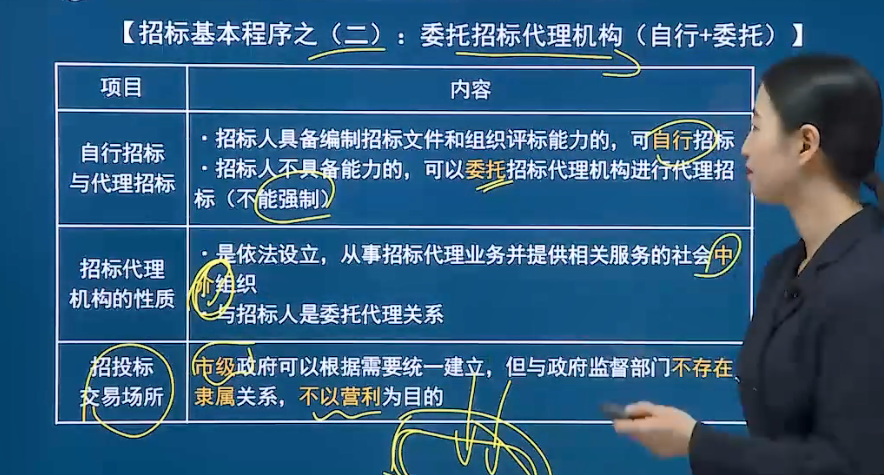 【招标基本程序之（二）：委托招标代理机构（自行+委托）】
项目
内容
自行招标
与代理招标
·招标人具备编制招标文件和组织评标能力的，可自行招标
·招标人不具备能力的，可以委托招标代理机构进行代理招
标（不能强制）
招标代理
机构的性质
·是依法设立，从事招标代理业务并提供相关服务的社会中
介组织
·与招标人是委托代理关系
招投标
交易场所
市级政府可以根据需要统一建立，但与政府监督部门不存在
隶属关系，不以营利为目的